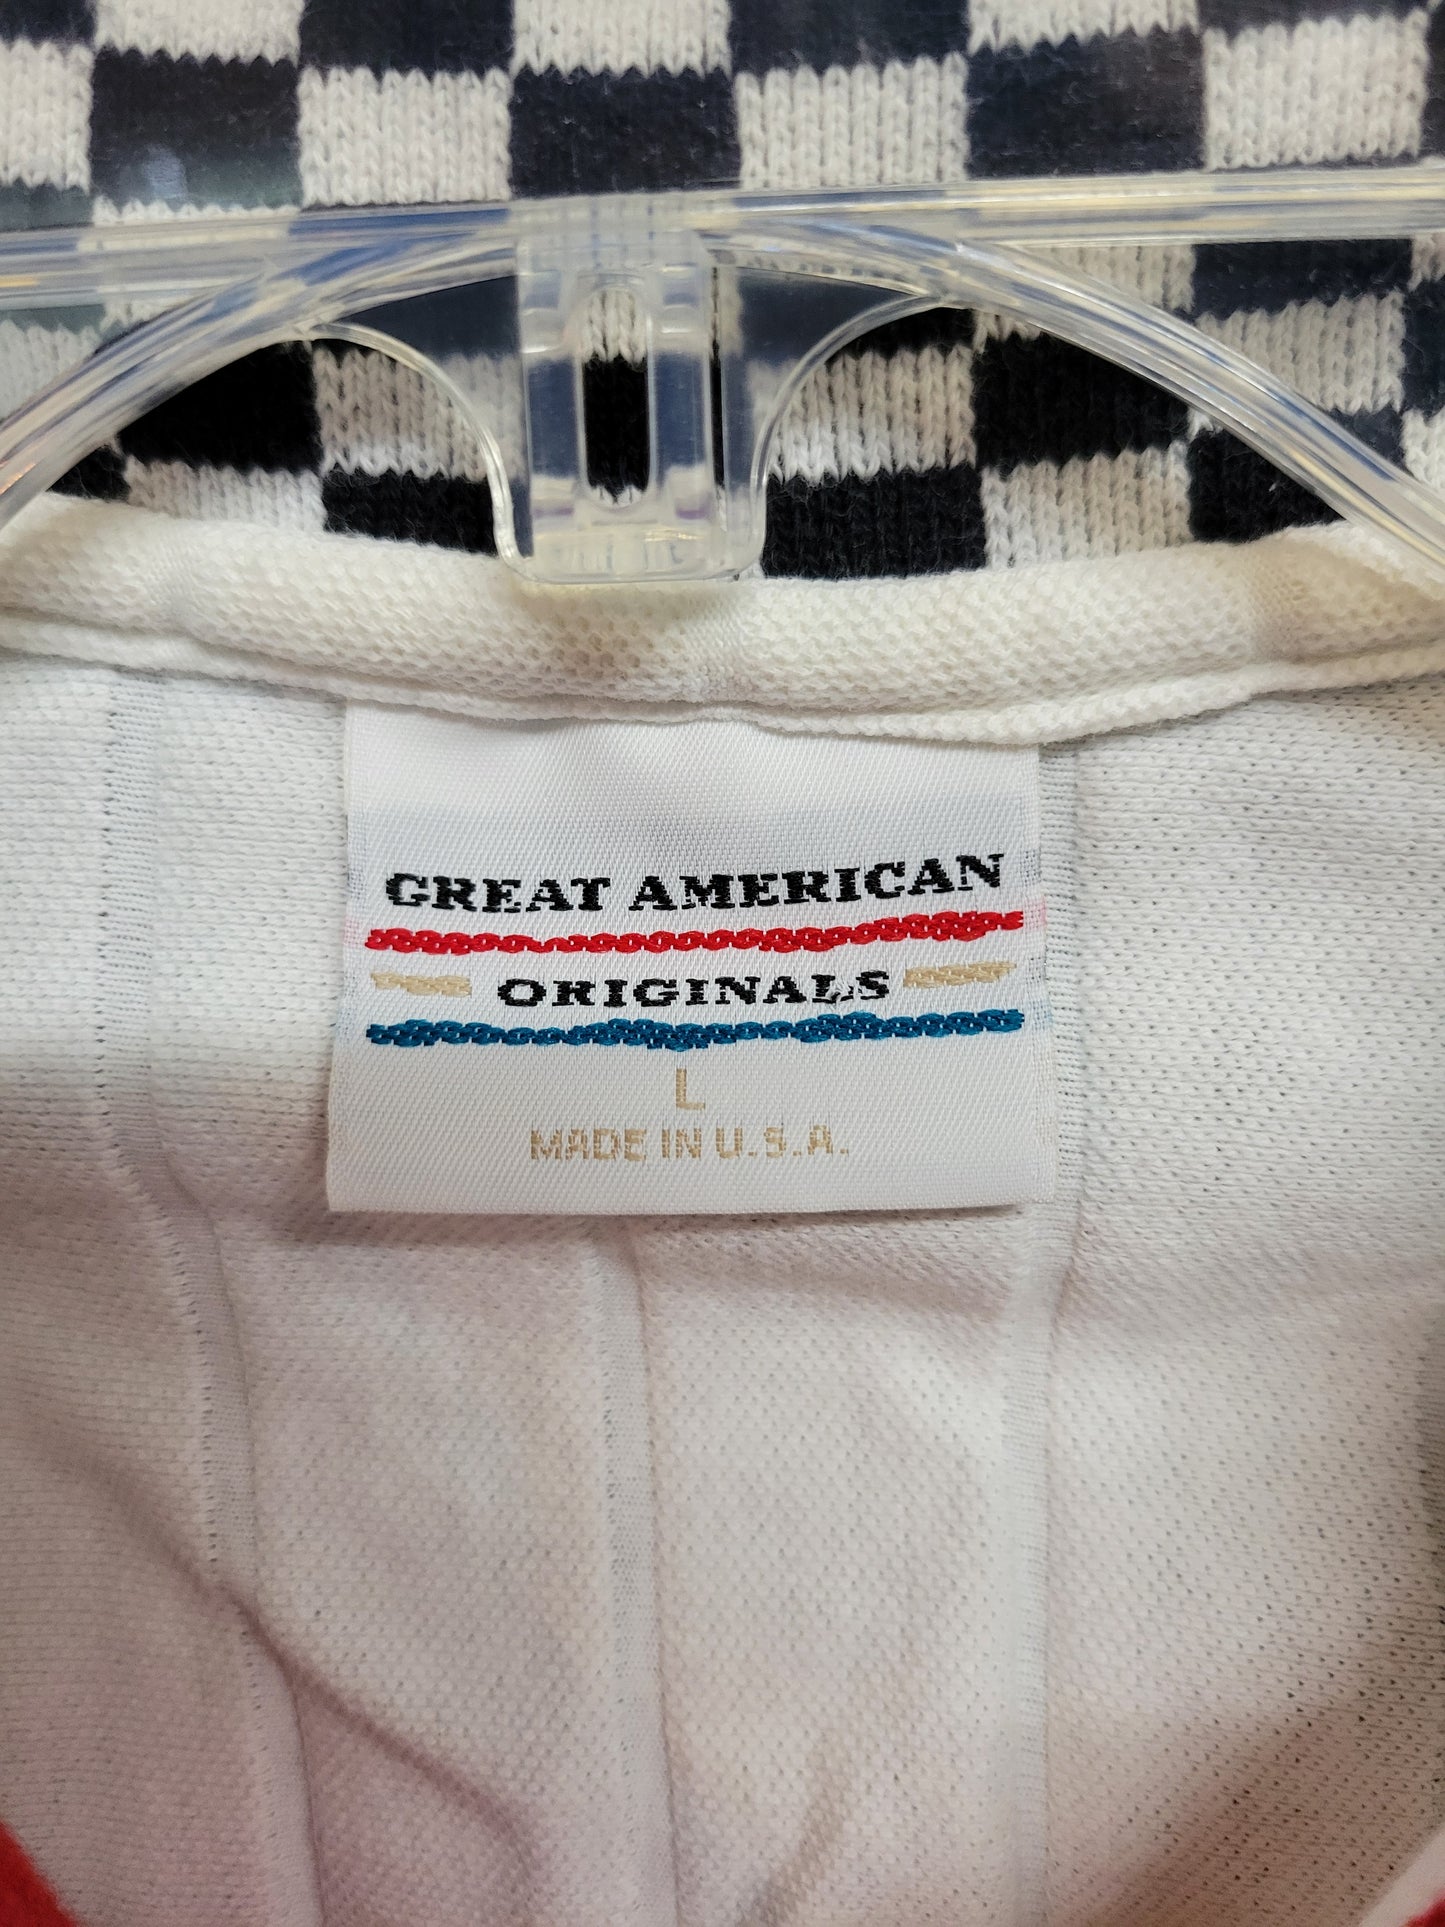 GREAT AMERICAN
ORIGINALS
L
MADE IN U.S.A.